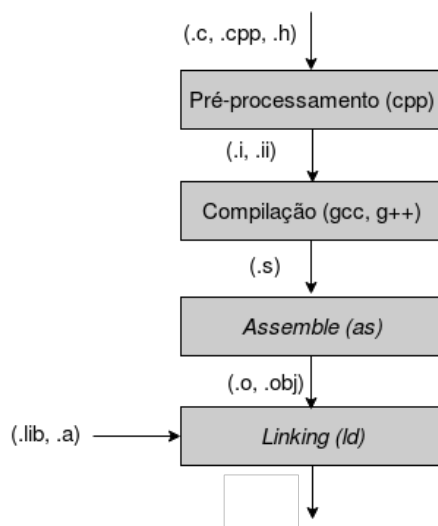 (.c, .cpp, .h)
Pré-processamento (cpp)
(.i, .ii)
Compilação (gcc, g++)
(.s)
Assemble (as)
(.o, .obj)
(.lib, .a)
Linking (ld)